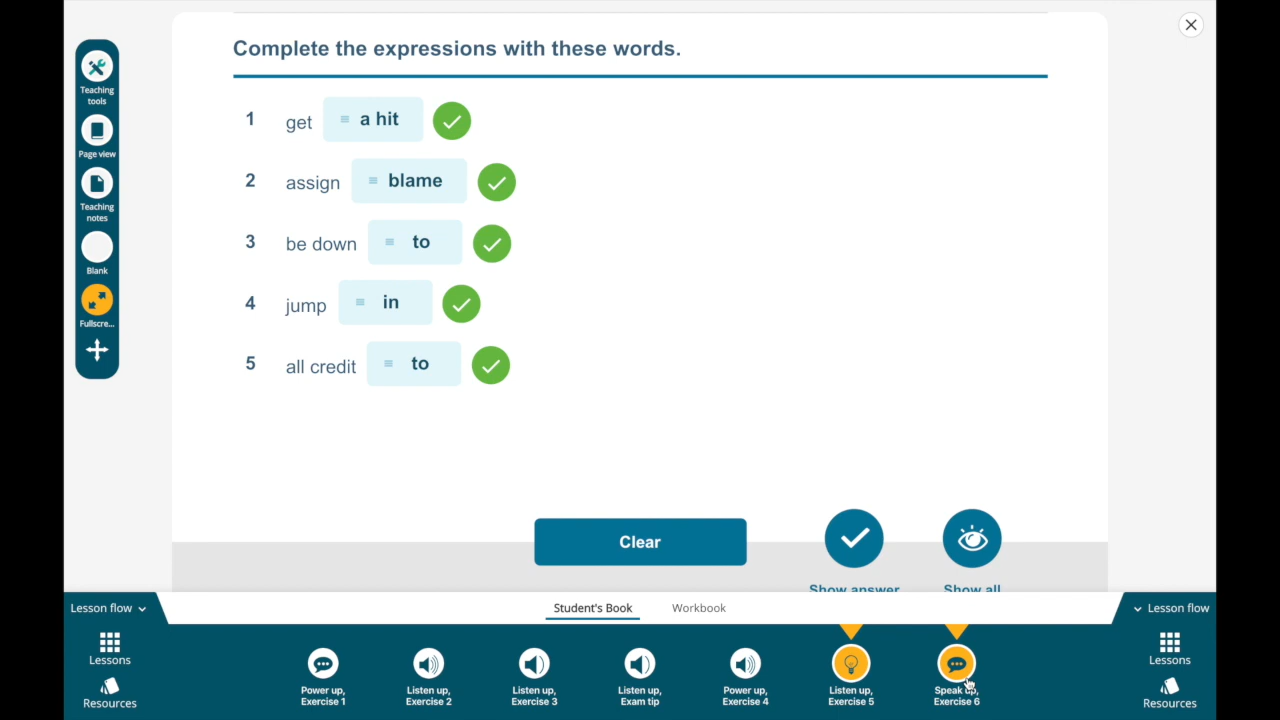 Complete the expressions with these words.
1 get a hit
2 assign blame
3 be down to
4 jump in
5 all credit to
Teaching
tools
Page view
Teaching
notes
Blank
Fullscre...
Clear
Show answer
Show all
Lesson flow
Student's Book
Workbook
Lesson flow
Lessons
Resources
Power up,
Exercise 1
Listen up,
Exercise 2
Listen up,
Exercise 3
Listen up,
Exam tip
Power up,
Exercise 4
Listen up,
Exercise 5
Speak up,
Exercise 6
Lessons
Resources